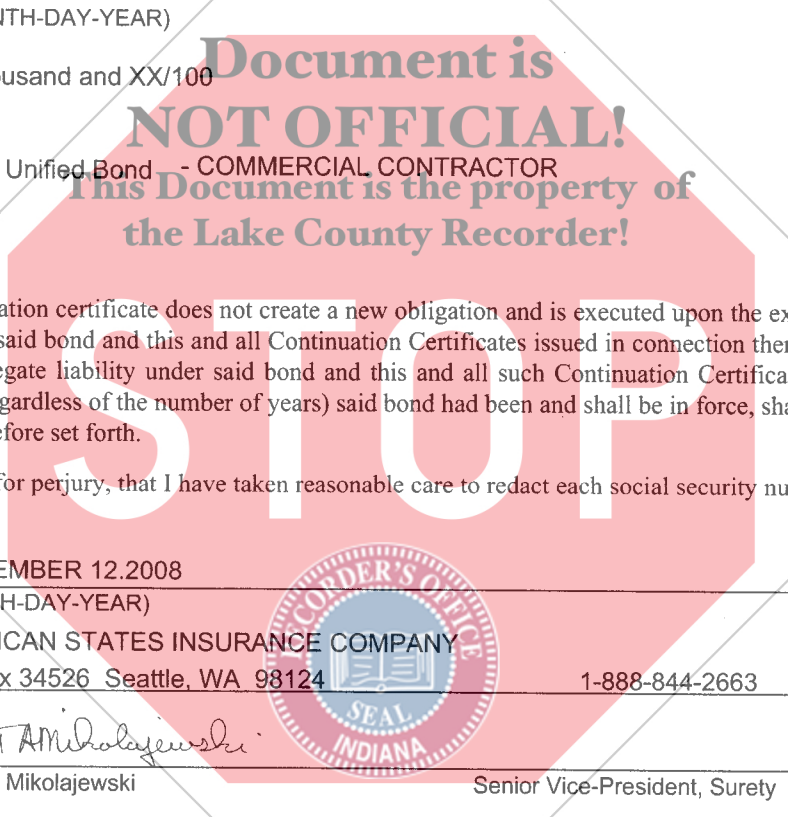 NTH-DAY-YEAR)
Document is
ousand and XX/100
NOT OFFICIAL!
Unified Bond - COMMERCIAL CONTRACTOR
This Document is the property of
the Lake County Recorder!
STOP
ation certificate does not create a new obligation and is executed upon the ex
said bond and this and all Continuation Certificates issued in connection ther
egate liability under said bond and this and all such Continuation Certifica
gardless of the number of years) said bond had been and shall be in force, sha
efore set forth.
for perjury, that I have taken reasonable care to redact each social security nu
EMBER 12.2008
H-DAY-YEAR)
ICAN STATES INSURANCE COMPANY
x 34526 Seattle, WA 98124 1-888-844-2663
RECORDER'S OFFICE
SEAL
INDIANA
T A Mikolajewski
Mikolajewski Senior Vice-President, Surety